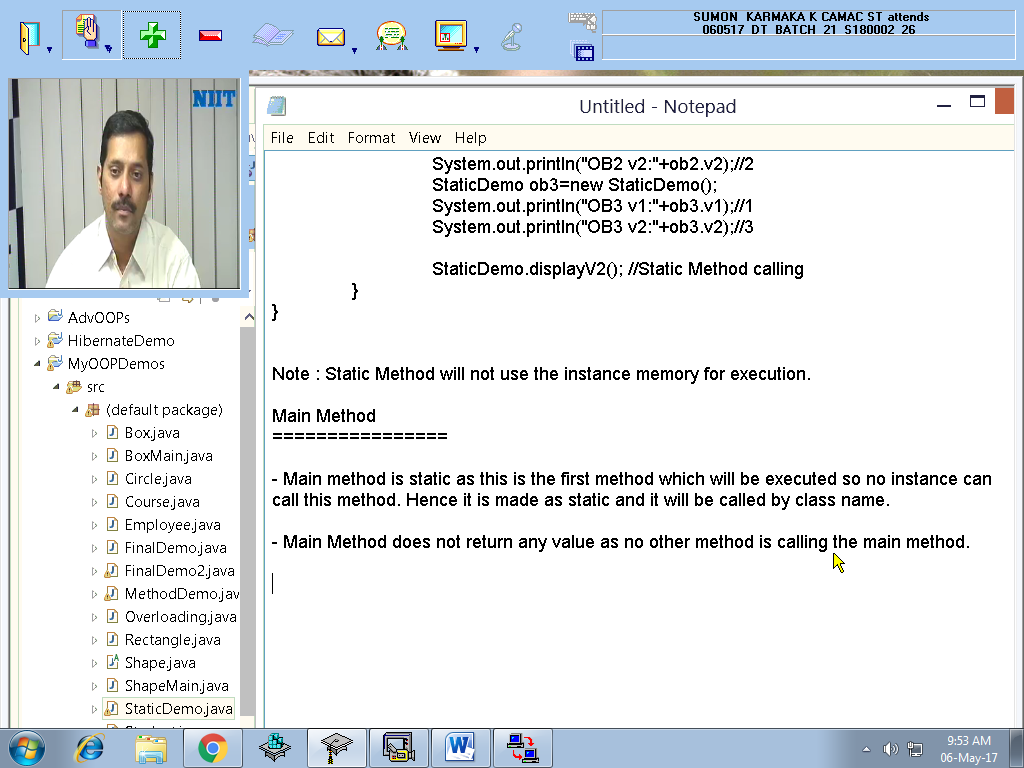 SUMON KARMAKA K CAMAC ST attends
060517_DT_BATCH_21_S180002_26
NIIT
Untitled - Notepad
File Edit Format View Help
System.out.println("OB2 v2:"+ob2.v2);//2
StaticDemo ob3=new StaticDemo();
System.out.println("OB3 v1:"+ob3.v1);//1
System.out.println("OB3 v2:"+ob3.v2);//3
StaticDemo.displayV2(); //Static Method calling
}
}
Note : Static Method will not use the instance memory for execution.
Main Method
================
- Main method is static as this is the first method which will be executed so no instance can
call this method. Hence it is made as static and it will be called by class name.
- Main Method does not return any value as no other method is calling the main method.
AdvOOPs
HibernateDemo
MyOOPDemos
src
(default package)
Box.java
BoxMain.java
Circle.java
Course.java
Employee.java
FinalDemo.java
FinalDemo2.java
MethodDemo.jav
Overloading.java
Rectangle.java
Shape.java
ShapeMain.java
StaticDemo.java
9:53 AM
06-May-17